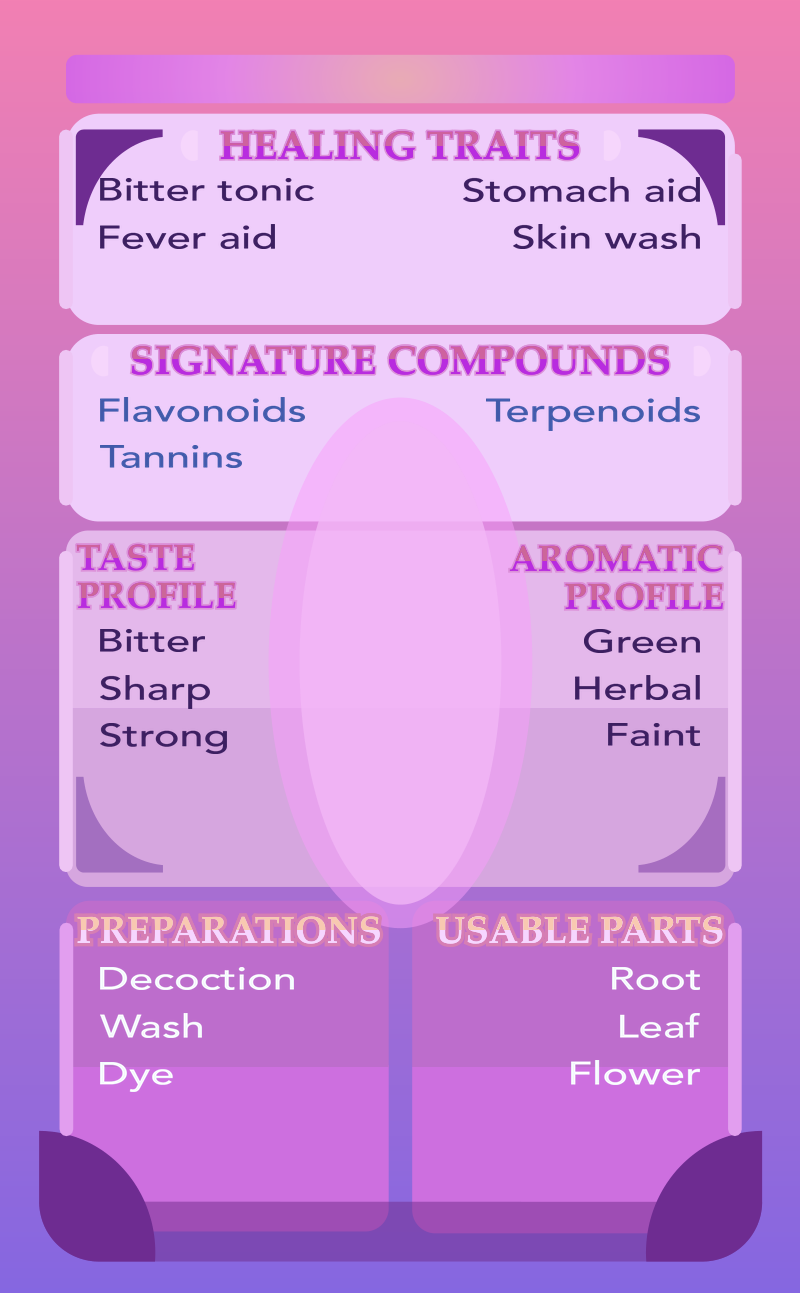 HEALING TRAITS
Bitter tonic
Stomach aid
Fever aid
Skin wash
SIGNATURE COMPOUNDS
Flavonoids
Terpenoids
Tannins
TASTE
PROFILE
Bitter
Sharp
Strong
AROMATIC
PROFILE
Green
Herbal
Faint
PREPARATIONS
Decoction
Wash
Dye
USABLE PARTS
Root
Leaf
Flower